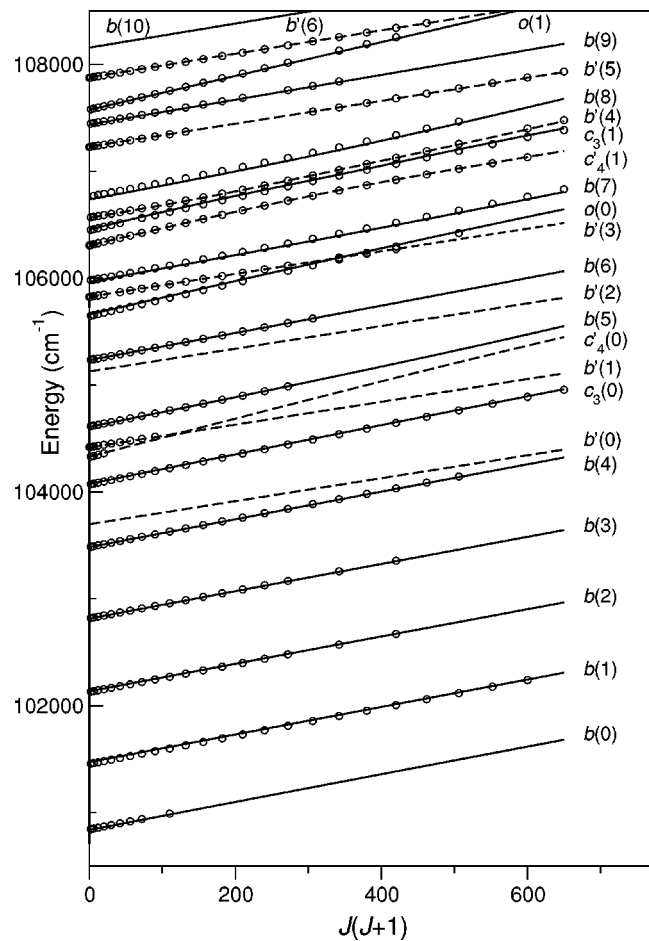 b(10)
b'(6)
o(1)
b(9)
b'(5)
b(8)
b'(4)
c₃(1)
c'₄(1)
b(7)
o(0)
b'(3)
b(6)
b'(2)
b(5)
c'₄(0)
b'(1)
c₃(0)
b'(0)
b(4)
b(3)
b(2)
b(1)
b(0)
108000
106000
104000
102000
Energy (cm⁻¹)
0 200 400 600
J(J+1)